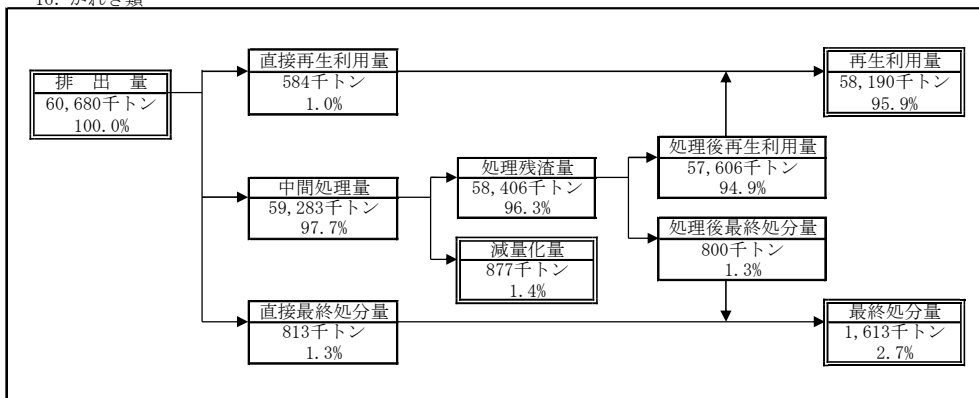 16. がれき類
排 出 量
60,680千トン
100.0%
直接再生利用量
584千トン
1.0%
再生利用量
58,190千トン
95.9%
中間処理量
59,283千トン
97.7%
処理残渣量
58,406千トン
96.3%
処理後再生利用量
57,606千トン
94.9%
減量化量
877千トン
1.4%
処理後最終処分量
800千トン
1.3%
直接最終処分量
813千トン
1.3%
最終処分量
1,613千トン
2.7%